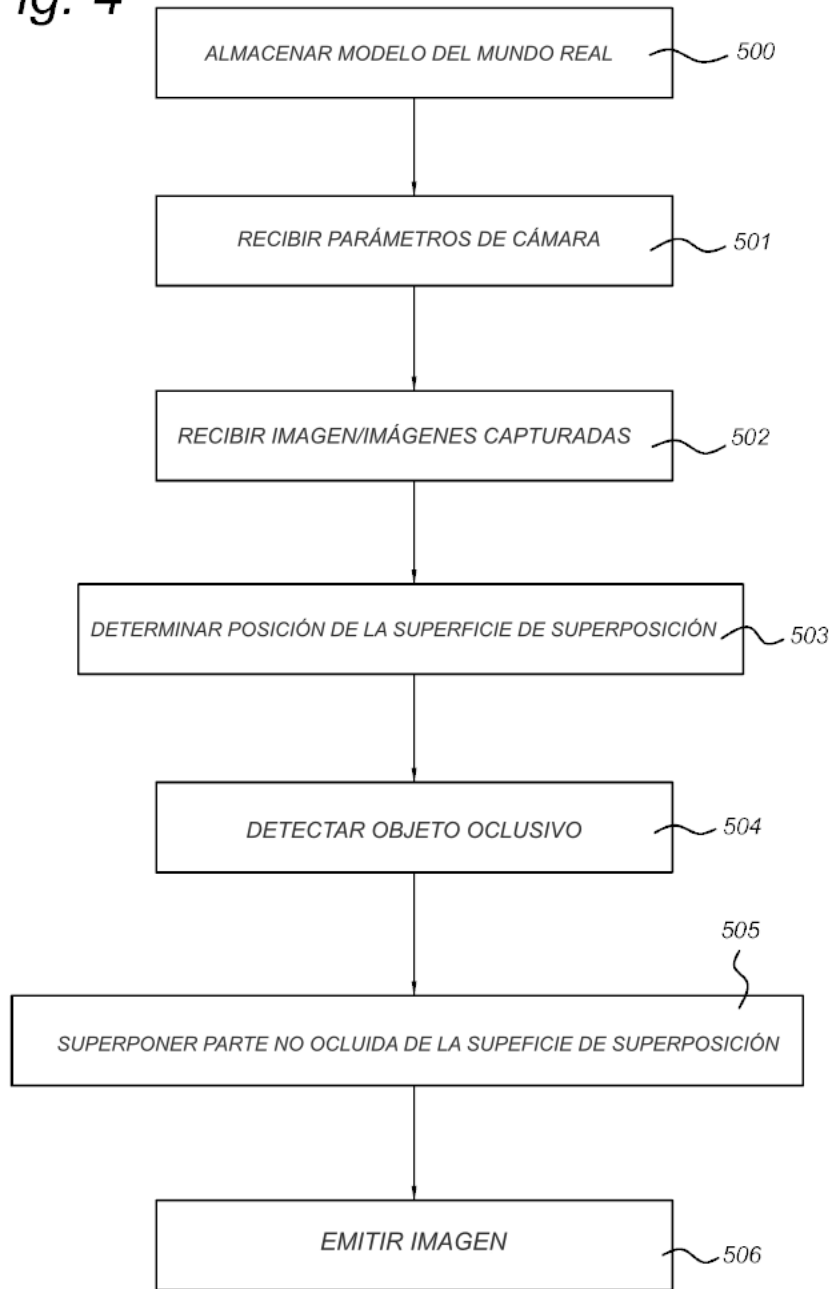 ig. 4
ALMACENAR MODELO DEL MUNDO REAL
500
RECIBIR PARÁMETROS DE CÁMARA
501
RECIBIR IMAGEN/IMÁGENES CAPTURADAS
502
DETERMINAR POSICIÓN DE LA SUPERFICIE DE SUPERPOSICIÓN
503
DETECTAR OBJETO OCLUSIVO
504
505
SUPERPONER PARTE NO OCLUIDA DE LA SUPEFICIE DE SUPERPOSICIÓN
EMITIR IMAGEN
506